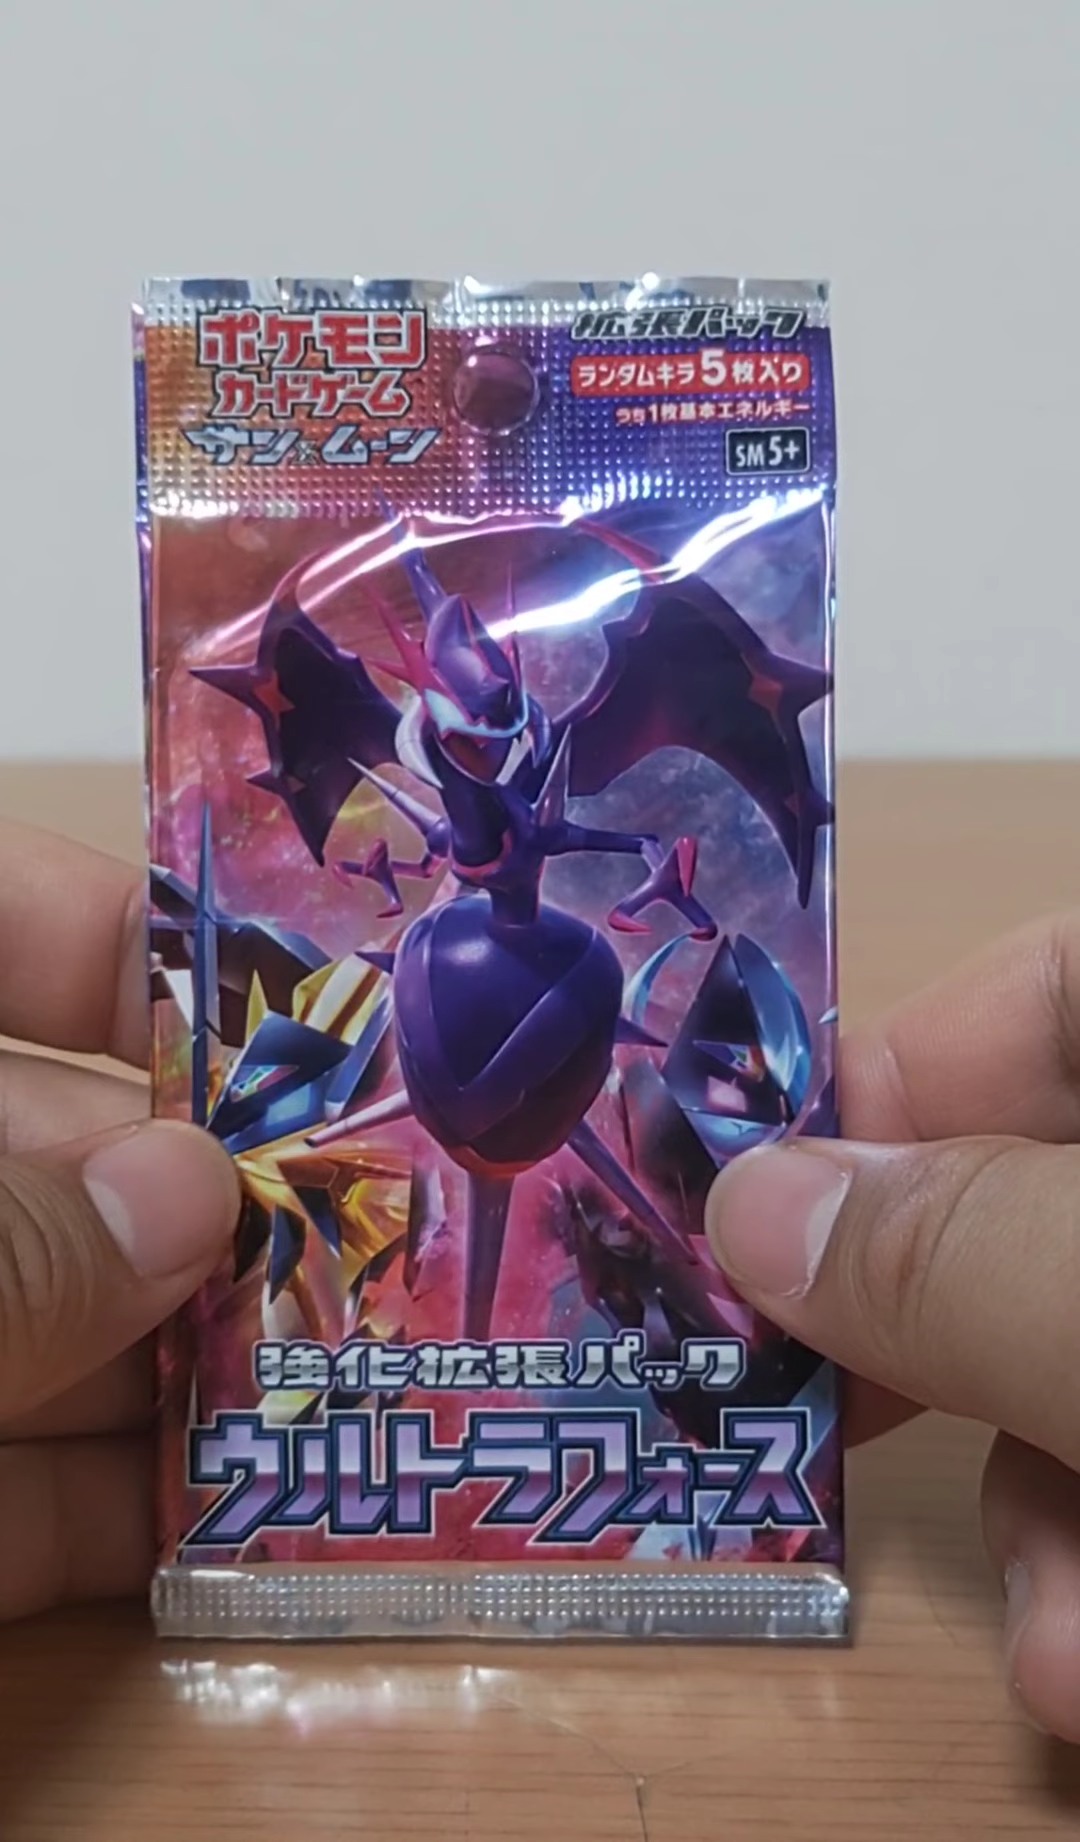 ポケモン
カードゲーム
サン&ムーン
拡張パック
ランダムキラ5枚入り
うち1枚基本エネルギー
SM5+
強化拡張パック
ウルトラフォース